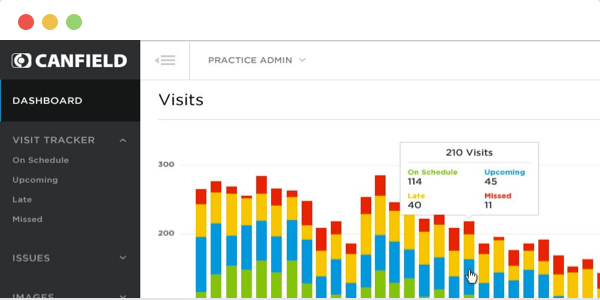 CANFIELD
PRACTICE ADMIN
DASHBOARD
Visits
VISIT TRACKER
On Schedule
Upcoming
Late
Missed
ISSUES
IMAGES
300
200
210 Visits
On Schedule Upcoming
114 45
Late Missed
40 11